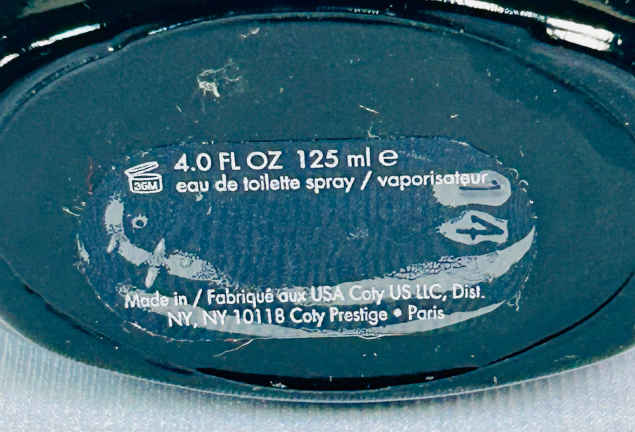 4.0 FL OZ 125 ml e
36M
eau de toilette spray / vaporisateur
14
Made in / Fabriqué aux USA Coty US LLC, Dist.
NY, NY 10118 Coty Prestige • Paris